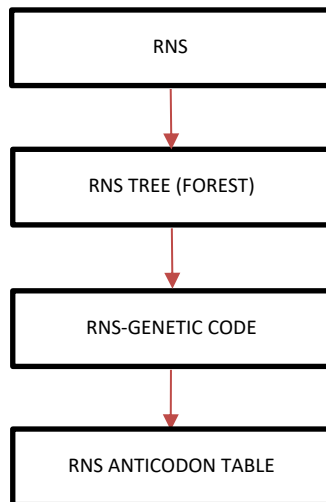 RNS
RNS TREE (FOREST)
RNS-GENETIC CODE
RNS ANTICODON TABLE